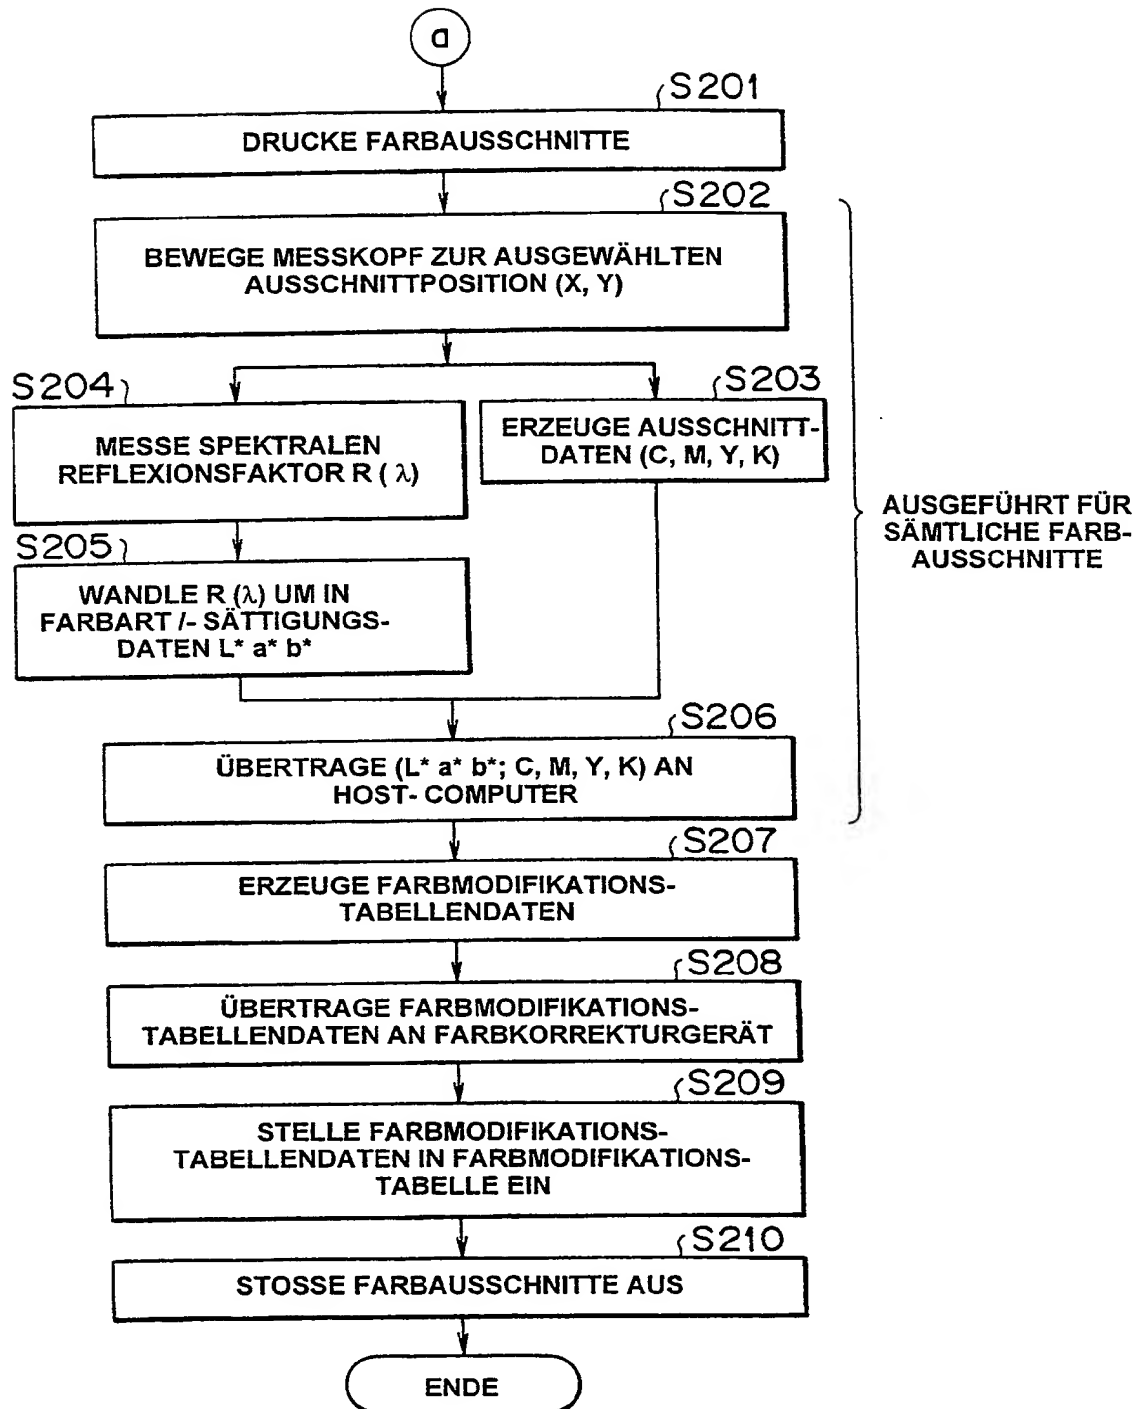 a
S201
DRUCKE FARBAUSSCHNITTE
S202
BEWEGE MESSKOPF ZUR AUSGEWÄHLTEN
AUSSCHNITTPOSITION (X, Y)
S204
MESSE SPEKTRALEN
REFLEXIONSFAKTOR R ( λ)
S203
ERZEUGE AUSSCHNITT-
DATEN (C, M, Y, K)
S205
WANDLE R (λ) UM IN
FARBART /- SÄTTIGUNGS-
DATEN L* a* b*
AUSGEFÜHRT FÜR
SÄMTLICHE FARB-
AUSSCHNITTE
S206
ÜBERTRAGE (L* a* b*; C, M, Y, K) AN
HOST- COMPUTER
S207
ERZEUGE FARBMODIFIKATIONS-
TABELLENDATEN
S208
ÜBERTRAGE FARBMODIFIKATIONS-
TABELLENDATEN AN FARBKORREKTURGERÄT
S209
STELLE FARBMODIFIKATIONS-
TABELLENDATEN IN FARBMODIFIKATIONS-
TABELLE EIN
S210
STOSSE FARBAUSSCHNITTE AUS
ENDE